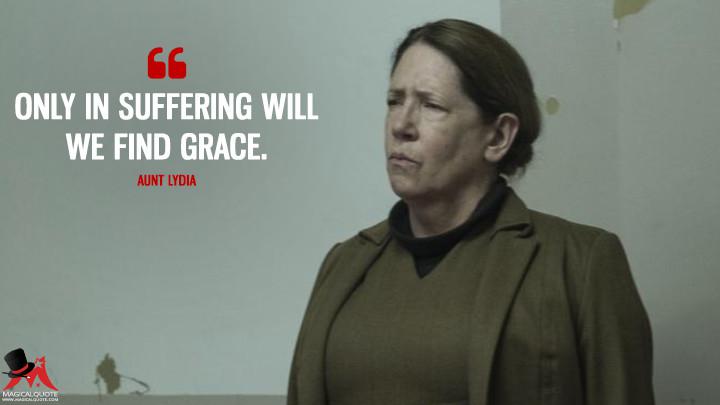 ONLY IN SUFFERING WILL
WE FIND GRACE.
AUNT LYDIA
MAGICALQUOTE
WWW.MAGICALQUOTE.COM